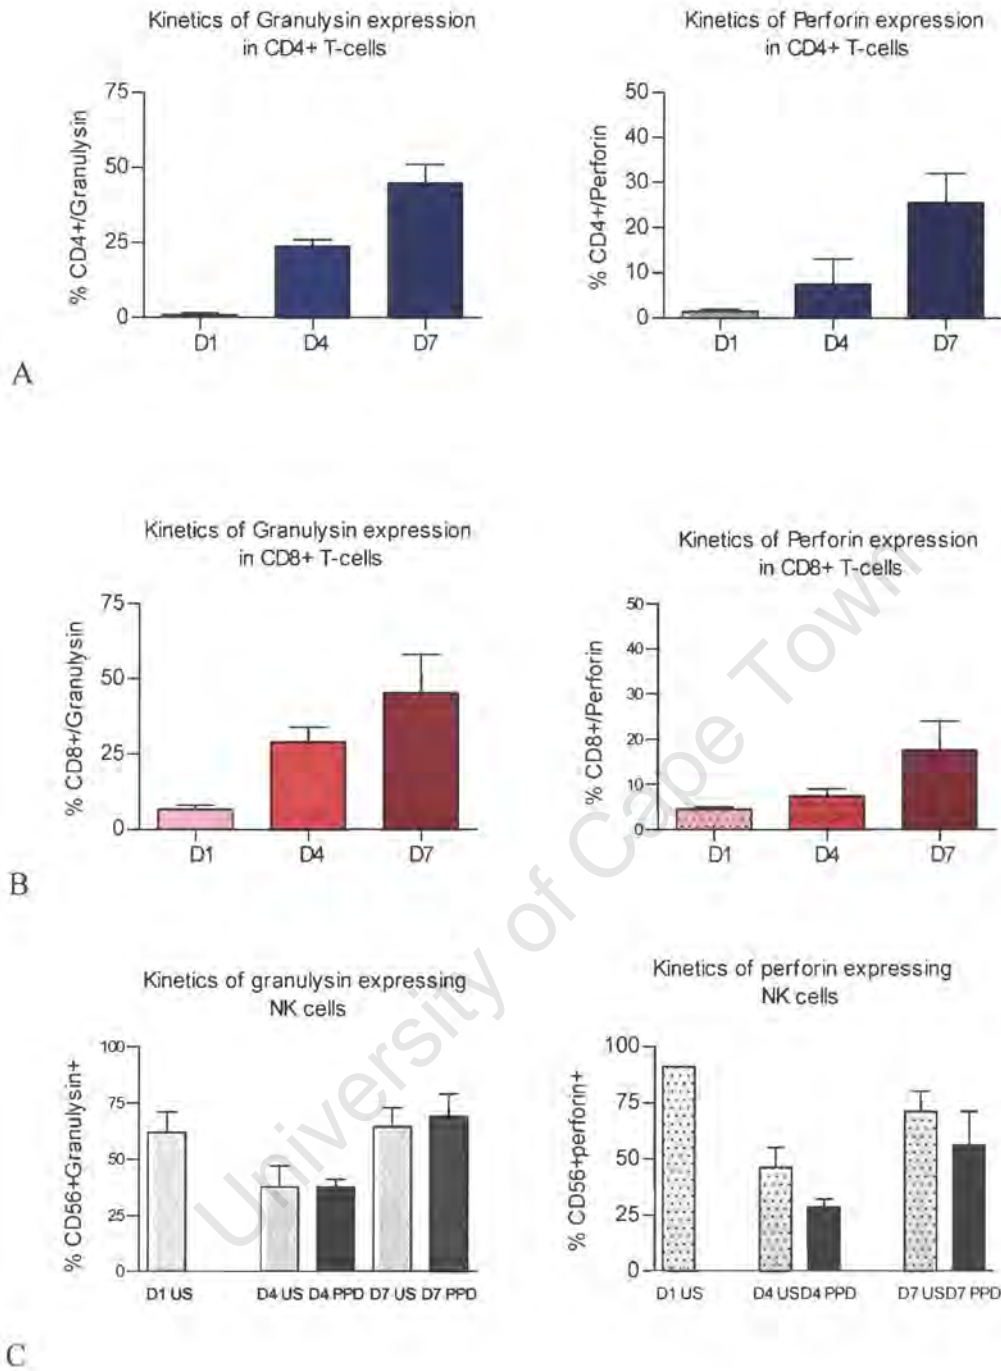 Kinetics of Granulysin expression
in CD4+ T-cells
% CD4+/Granulysin
75
50
25
0
D1 D4 D7
Kinetics of Perforin expression
in CD4+ T-cells
% CD4+/Perforin
50
40
30
20
10
0
D1 D4 D7
A
Kinetics of Granulysin expression
in CD8+ T-cells
% CD8+/Granulysin
75
50
25
0
D1 D4 D7
Kinetics of Perforin expression
in CD8+ T-cells
% CD8+/Perforin
50
40
30
20
10
0
D1 D4 D7
B
Kinetics of granulysin expressing
NK cells
% CD56+Granulysin+
100
75
50
25
0
D1 US D4 US D4 PPD D7 US D7 PPD
Kinetics of perforin expressing
NK cells
% CD56+perforin+
100
75
50
25
0
D1 US D4 USD4 PPD D7 USD7 PPD
C
University of Cape Town